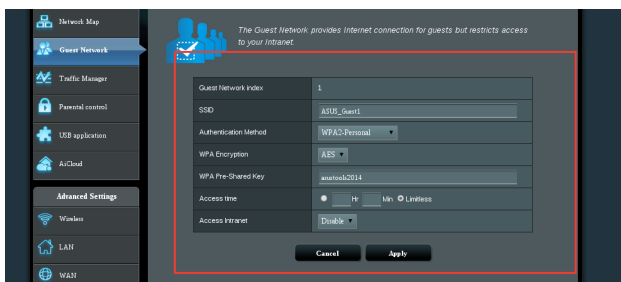 Network Map
Guest Network
Traffic Manager
Parental control
USB application
AiCloud
Advanced Settings
Wireless
LAN
WAN
The Guest Network provides Internet connection for guests but restricts access
to your Intranet.
Guest Network index 1
SSID ASUS_Guest1
Authentication Method WPA2-Personal
WPA Encryption AES
WPA Pre-Shared Key
Access time Hr Min Limitless
Access Intranet Disable
Cancel Apply